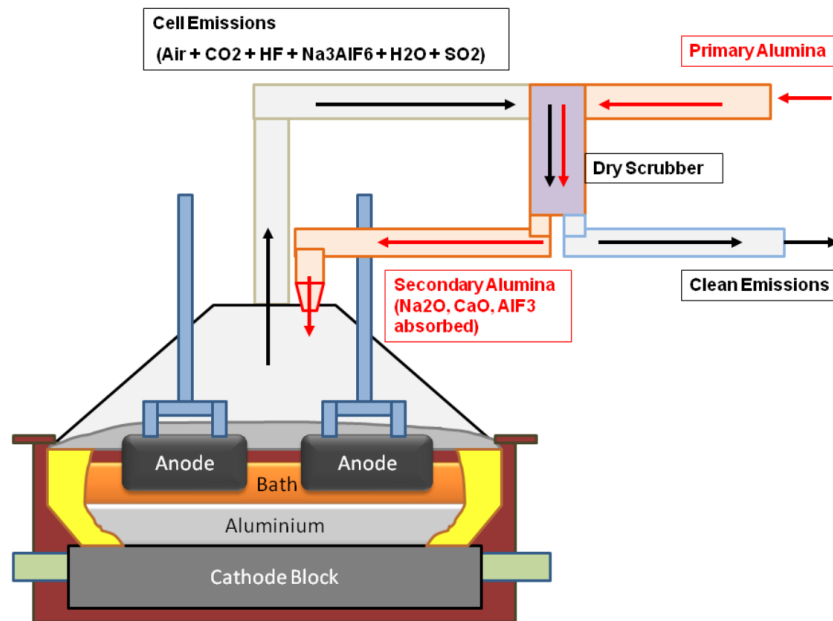 Cell Emissions
(Air + CO2 + HF + Na3AlF6 + H2O + SO2)
Primary Alumina
Dry Scrubber
Secondary Alumina
(Na2O, CaO, AlF3
absorbed)
Clean Emissions
Anode
Anode
Bath
Aluminium
Cathode Block